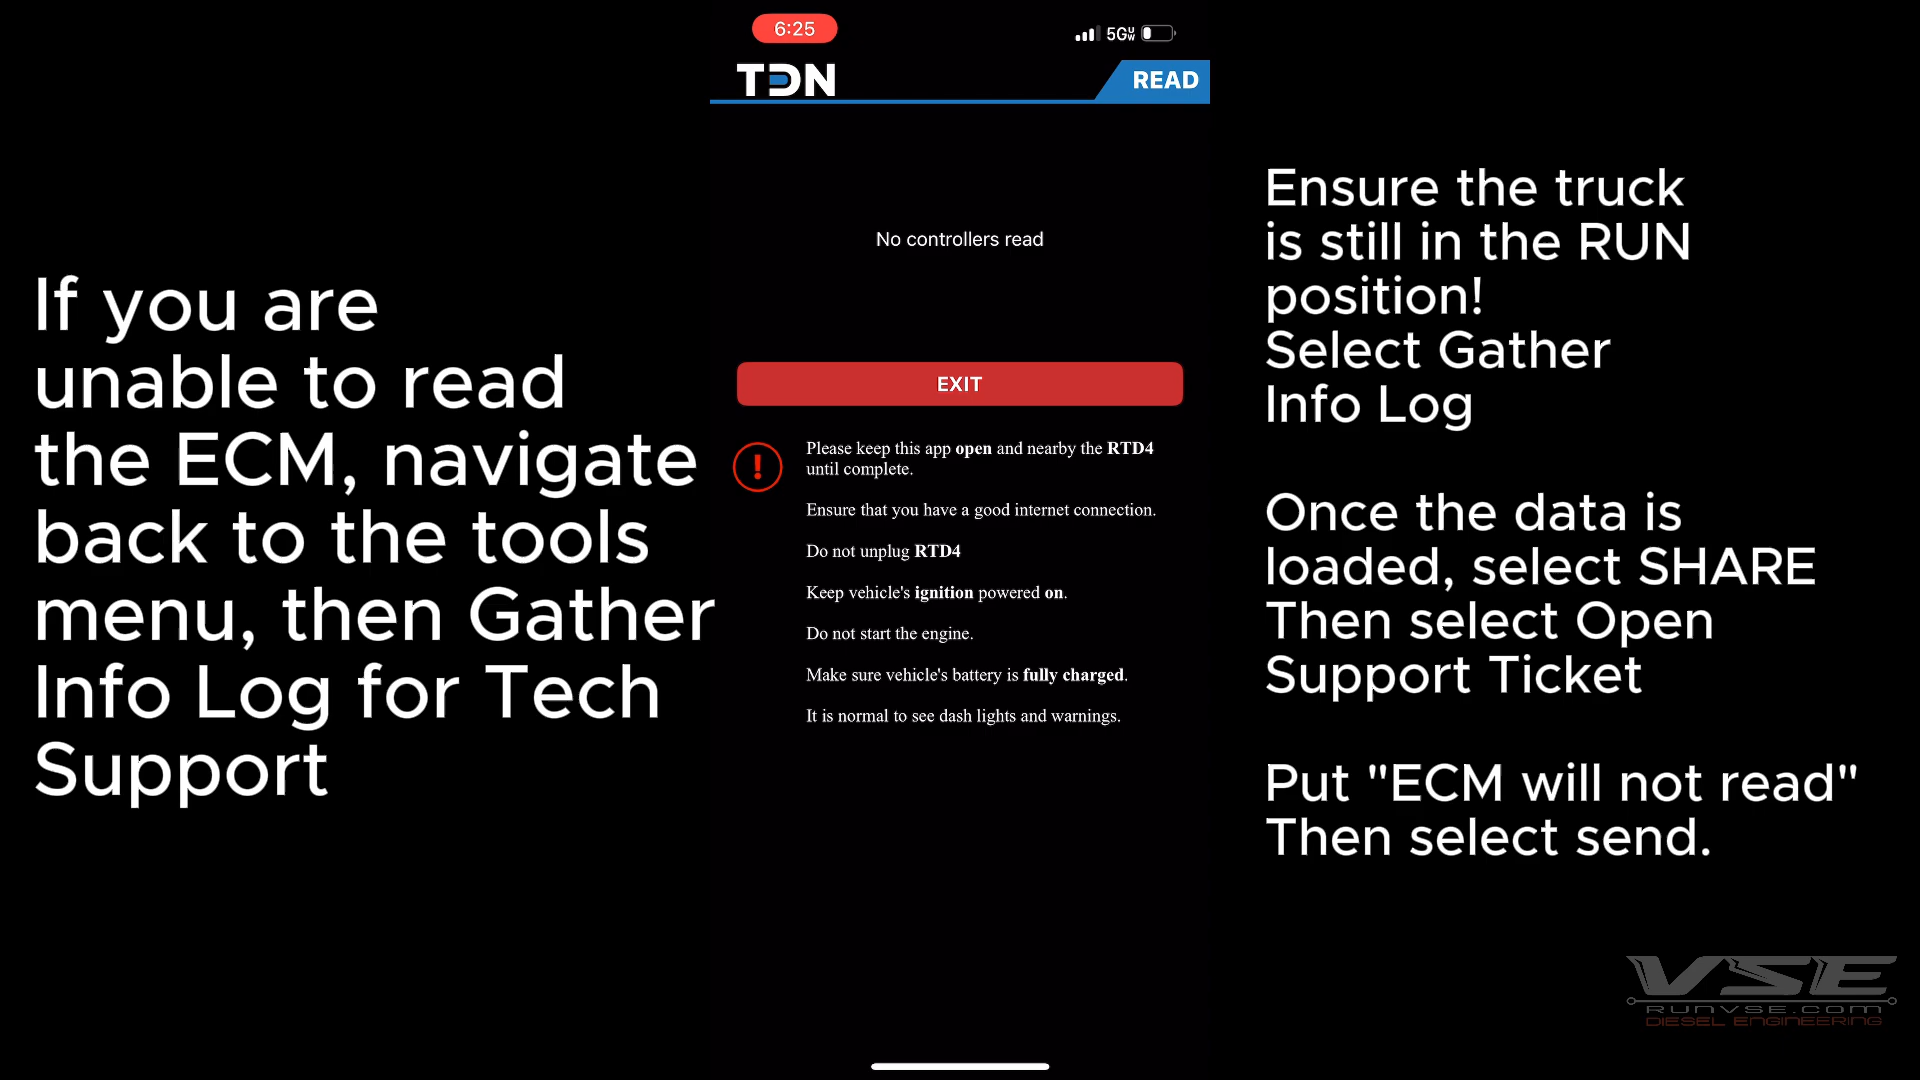 If you are
unable to read
the ECM, navigate
back to the tools
menu, then Gather
Info Log for Tech
Support
6:25
5GUW
TDN
READ
No controllers read
EXIT
!
Please keep this app open and nearby the RTD4
until complete.
Ensure that you have a good internet connection.
Do not unplug RTD4
Keep vehicle's ignition powered on.
Do not start the engine.
Make sure vehicle's battery is fully charged.
It is normal to see dash lights and warnings.
Ensure the truck
is still in the RUN
position!
Select Gather
Info Log
Once the data is
loaded, select SHARE
Then select Open
Support Ticket
Put "ECM will not read"
Then select send.
VSE
RUNVSE.COM
DIESEL ENGINEERING